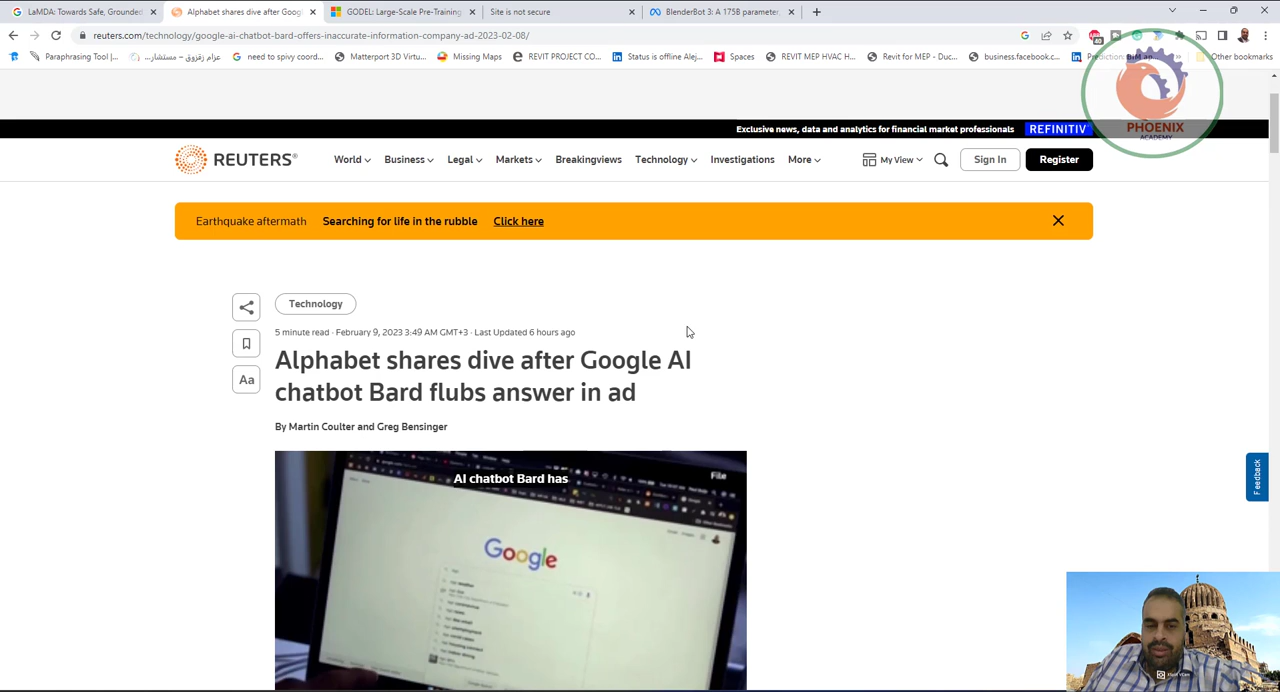 LaMDA: Towards Safe, Grounded
Alphabet shares dive after Goog
GODEL: Large-Scale Pre-Training
Site is not secure
BlenderBot 3: A 175B parameter,
reuters.com/technology/google-ai-chatbot-bard-offers-inaccurate-information-company-ad-2023-02-08/
Paraphrasing Tool |...
عزام زقزوق – مستشار...
need to spivy coord...
Matterport 3D Virtu...
Missing Maps
REVIT PROJECT CO...
Status is offline Alej...
Spaces
REVIT MEP HVAC H...
Revit for MEP - Duc...
business.facebook.c...
Other bookmarks
PHOENIX
ACADEMY
Exclusive news, data and analytics for financial market professionals
REFINITIV
REUTERS®
World
Business
Legal
Markets
Breakingviews
Technology
Investigations
More
My View
Sign In
Register
Earthquake aftermath Searching for life in the rubble Click here
Technology
5 minute read · February 9, 2023 3:49 AM GMT+3 · Last Updated 6 hours ago
Aa
Alphabet shares dive after Google AI
chatbot Bard flubs answer in ad
By Martin Coulter and Greg Bensinger
File
AI chatbot Bard has
Google
Feedback